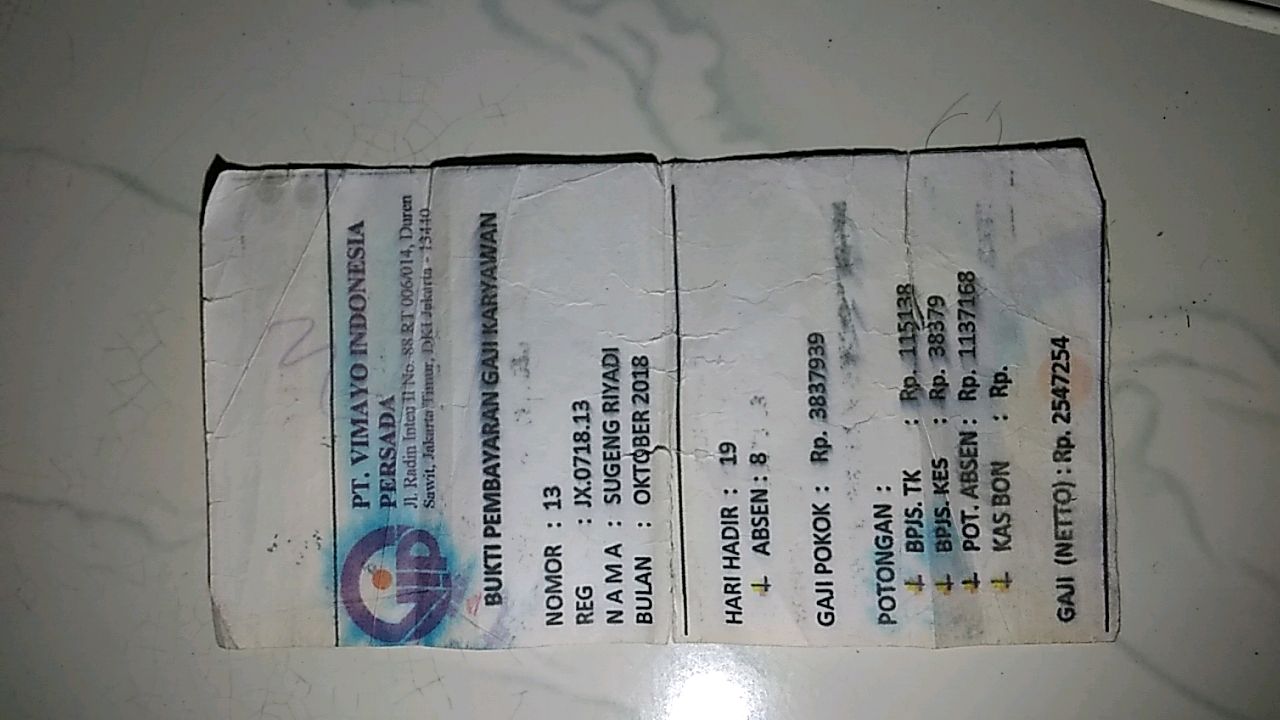 PT. VIMAYO INDONESIA
PERSADA
Jl. Radin Inten II No. 88 RT 006/014, Duren
Sawit, Jakarta Timur, DKI Jakarta - 13440
BUKTI PEMBAYARAN GAJI KARYAWAN
NOMOR : 13
REG : JX.0718.13
N A M A : SUGENG RIYADI
BULAN : OKTOBER 2018
HARI HADIR : 19
ABSEN : 8
GAJI POKOK : Rp. 3837939
POTONGAN :
BPJS. TK : Rp. 115138
BPJS. KES : Rp. 38379
POT. ABSEN : Rp. 1137168
KAS BON : Rp.
GAJI (NETTO) : Rp. 2547254